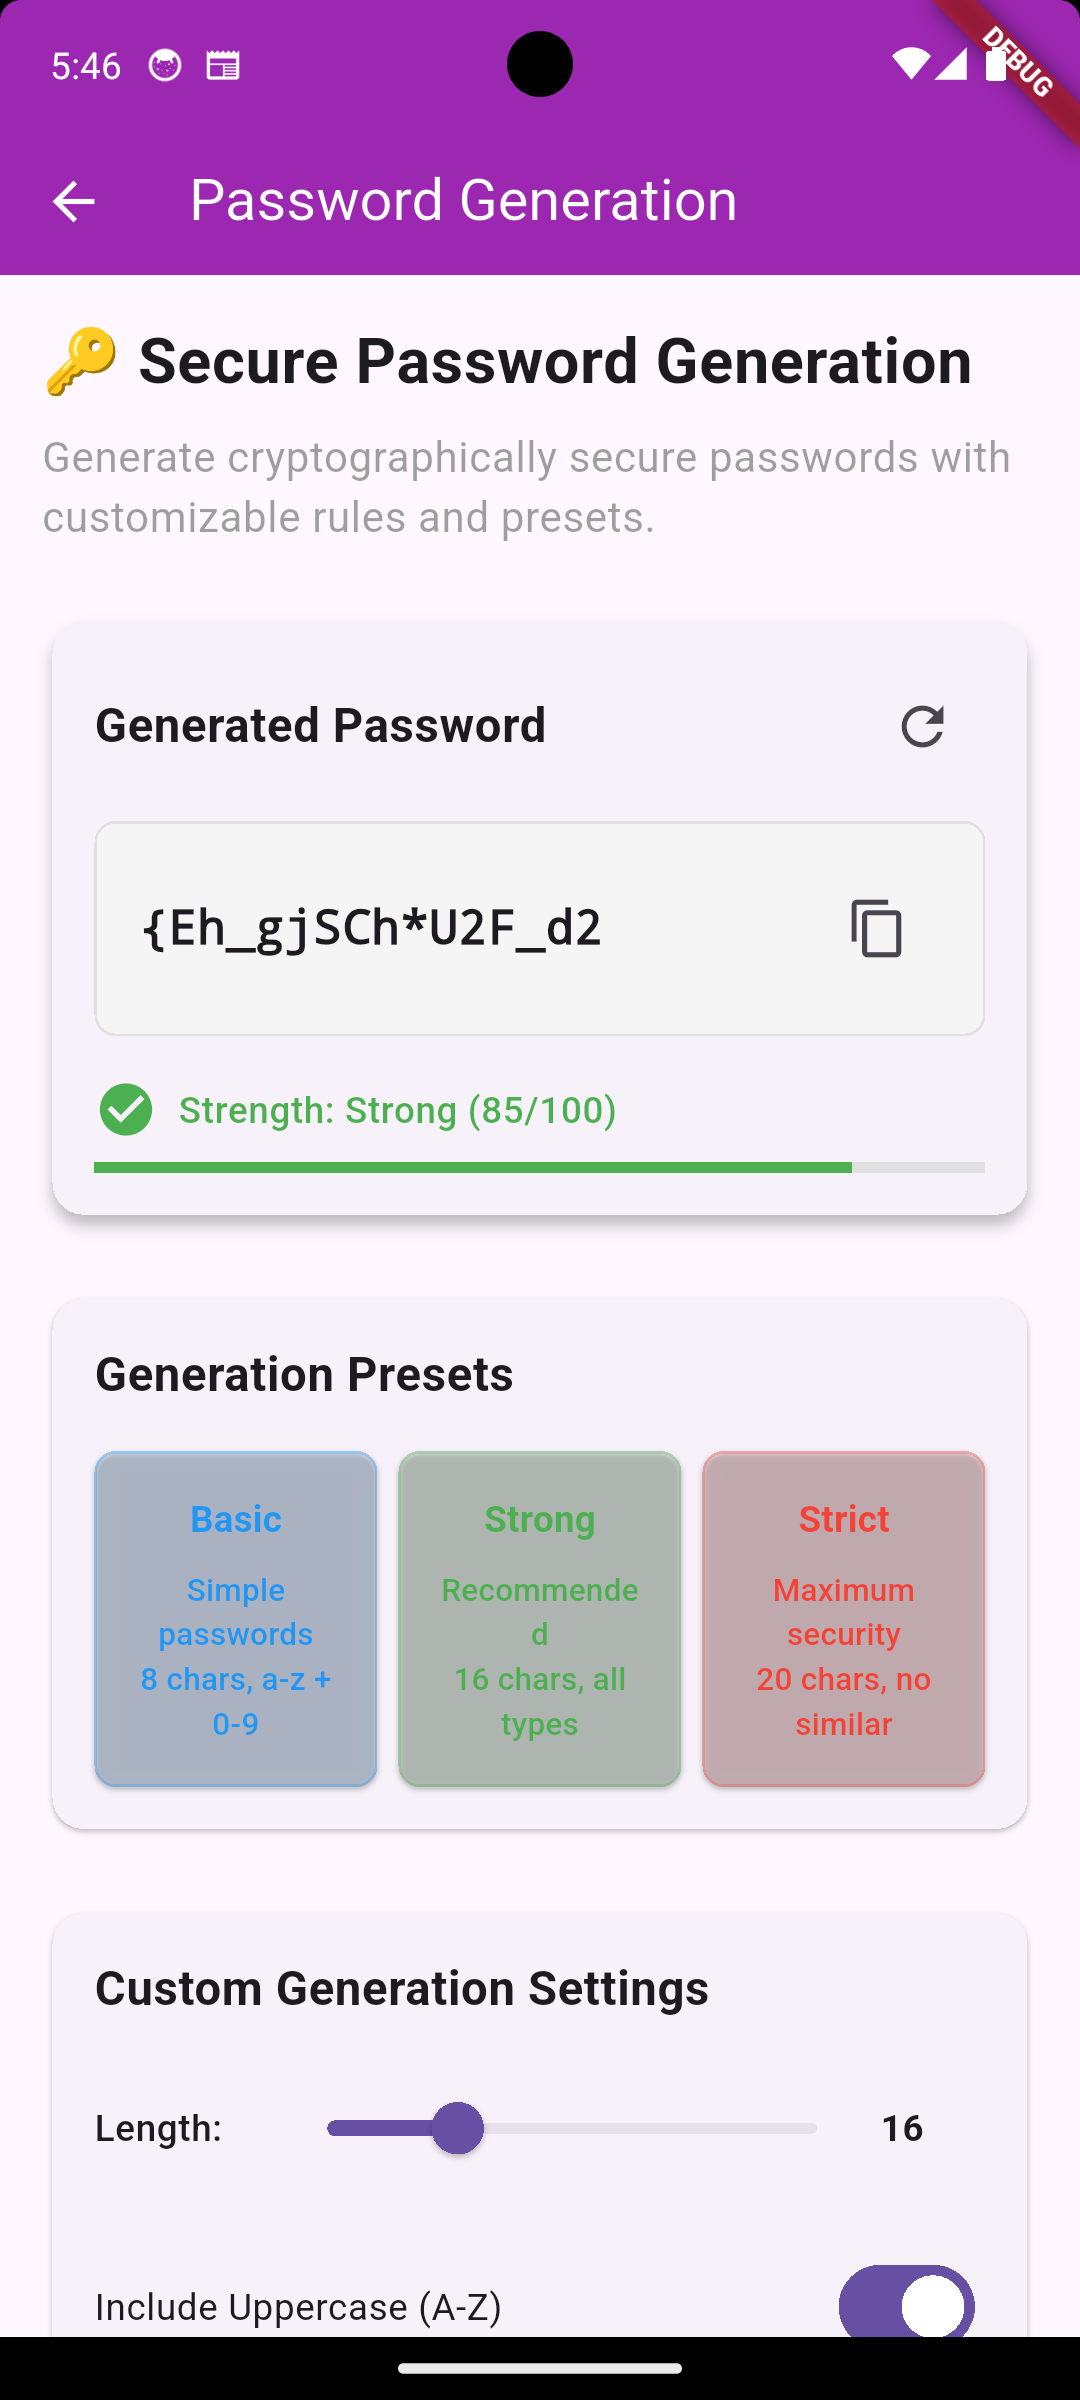 5:46
DEBUG
Password Generation
🔑 Secure Password Generation
Generate cryptographically secure passwords with
customizable rules and presets.
Generated Password
{Eh_gjSCh*U2F_d2
Strength: Strong (85/100)
Generation Presets
Basic
Simple
passwords
8 chars, a-z +
0-9
Strong
Recommende
d
16 chars, all
types
Strict
Maximum
security
20 chars, no
similar
Custom Generation Settings
Length:
16
Include Uppercase (A-Z)